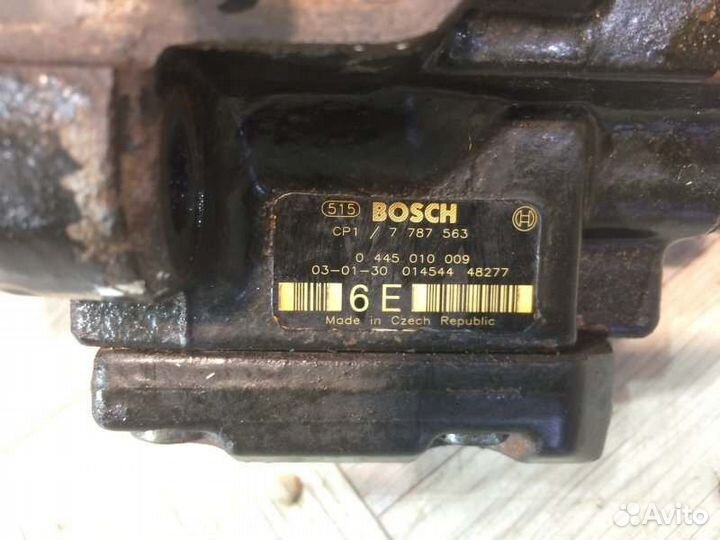 515 BOSCH
CP1 / 7 787 563
0 445 010 009
03-01-30 014544 48277
6 E
Made in Czech Republic
Avito